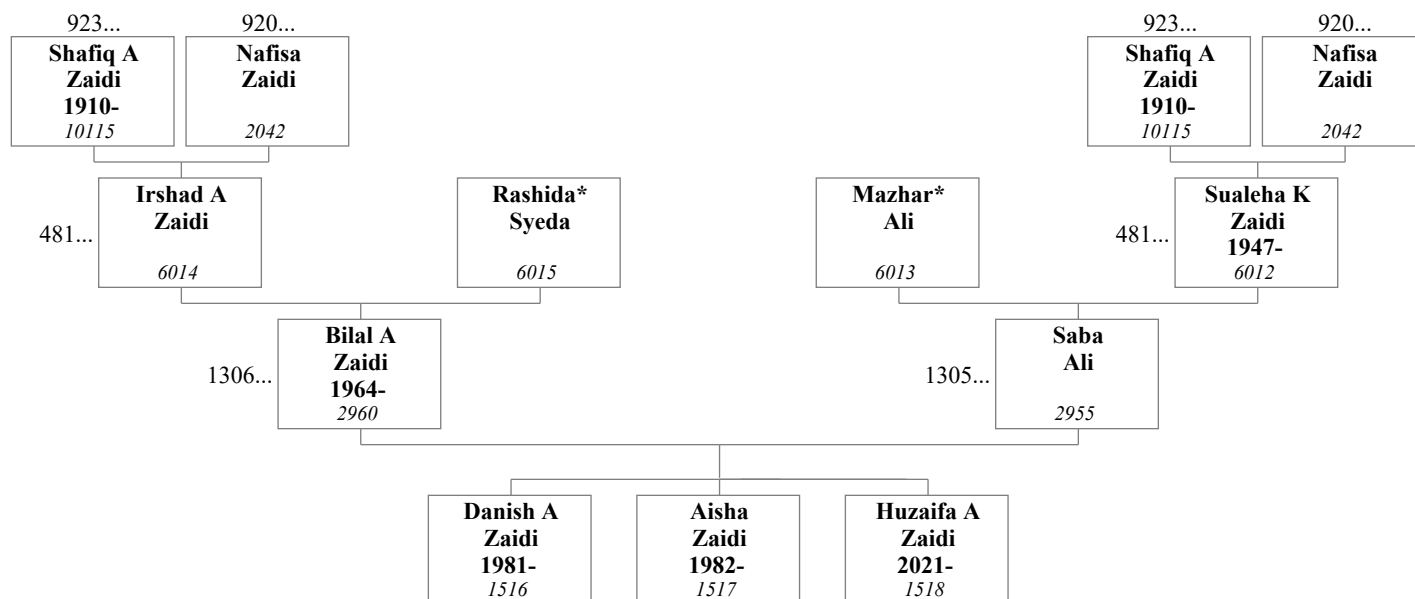 923...
920...
923...
920...
Shafiq A
Zaidi
1910-
10115
Nafisa
Zaidi
2042
Shafiq A
Zaidi
1910-
10115
Nafisa
Zaidi
2042
481...
Irshad A
Zaidi
6014
Rashida*
Syeda
6015
Mazhar*
Ali
6013
481...
Sualeha K
Zaidi
1947-
6012
1306...
Bilal A
Zaidi
1964-
2960
1305...
Saba
Ali
2955
Danish A
Zaidi
1981-
1516
Aisha
Zaidi
1982-
1517
Huzaifa A
Zaidi
2021-
1518